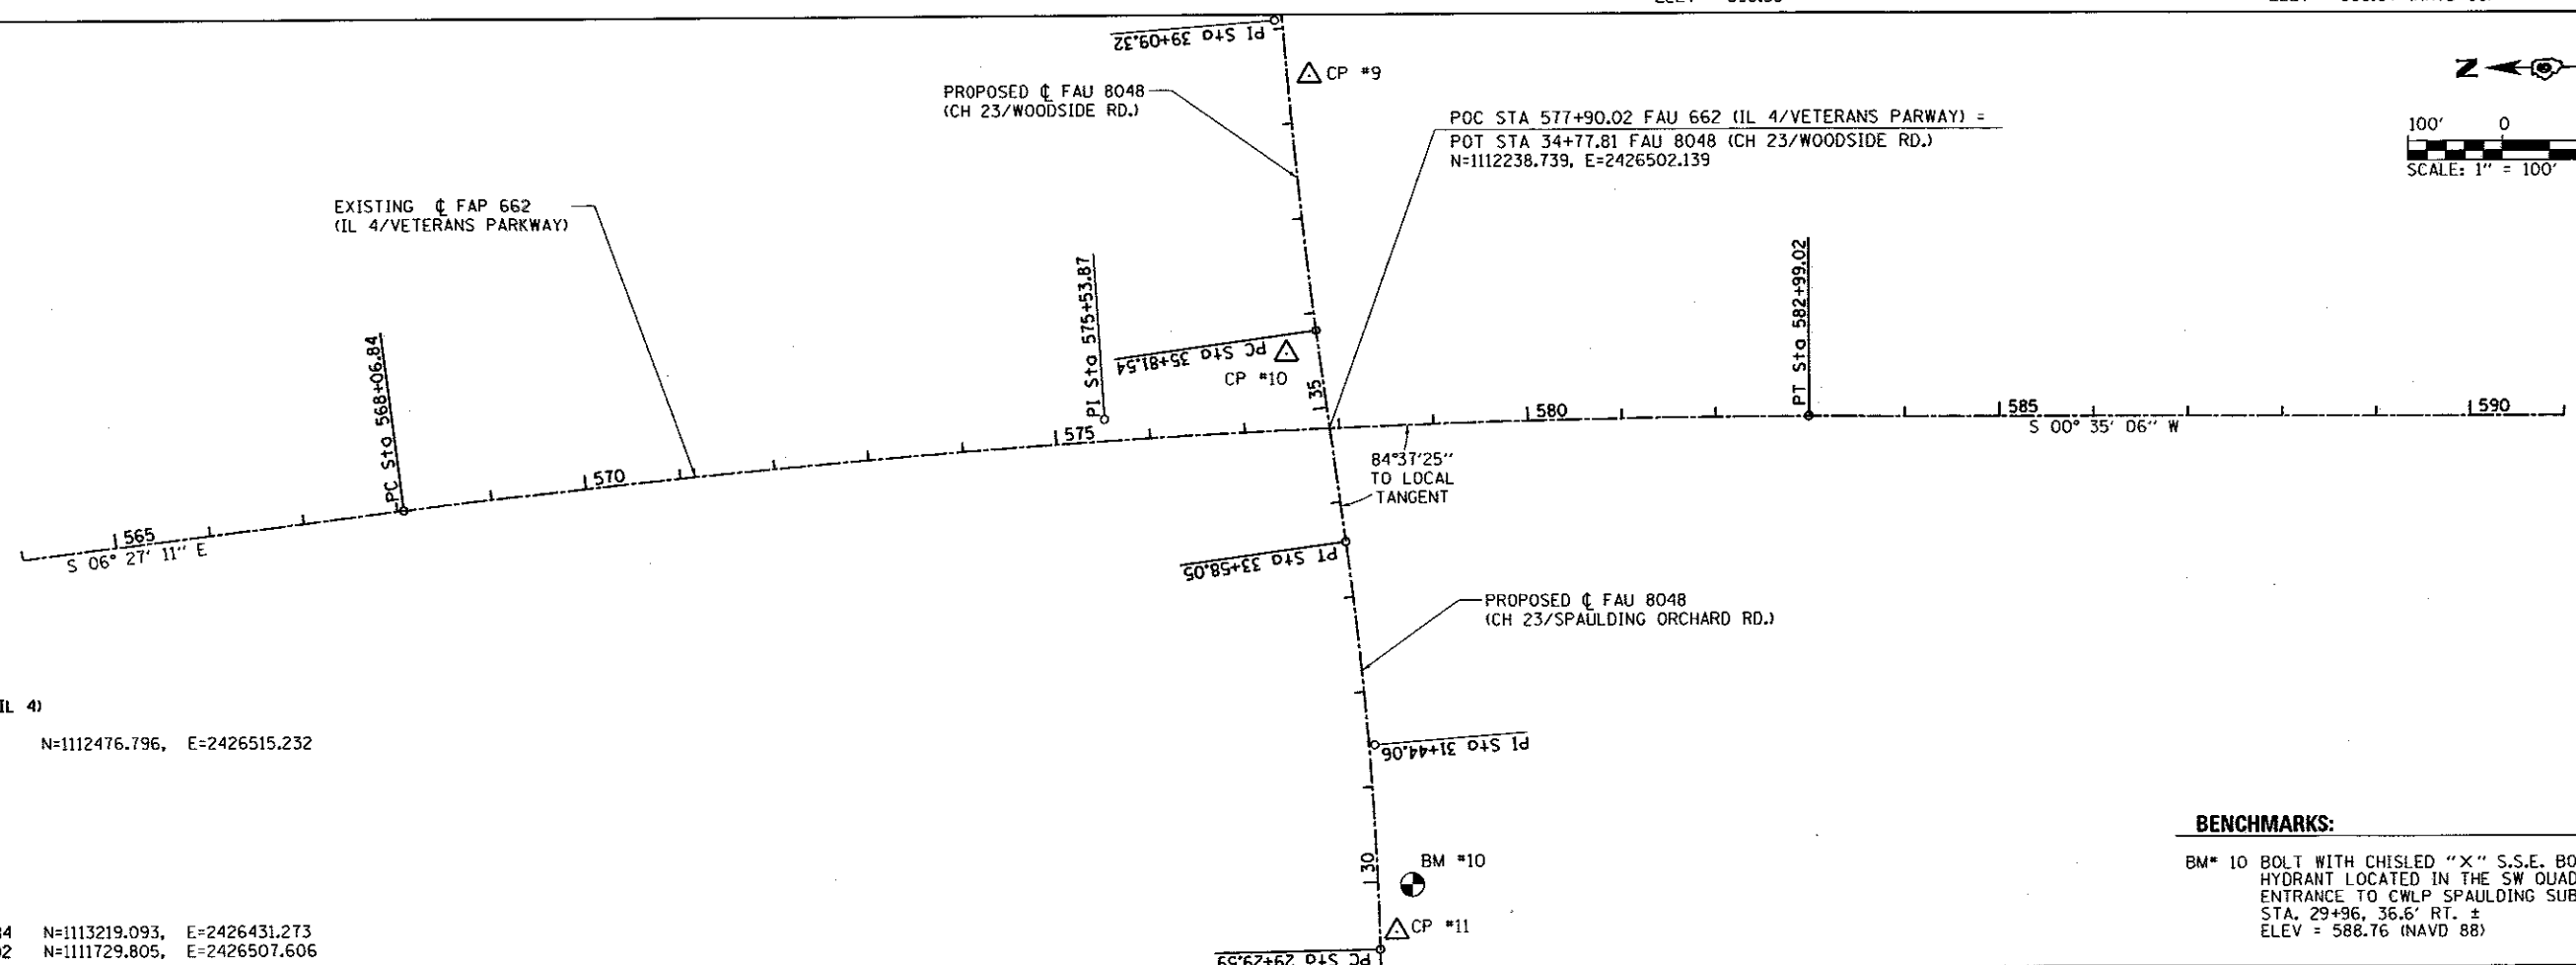 PI Sta 39+09.32
CP #9
PROPOSED ℄ FAU 8048
(CH 23/WOODSIDE RD.)
POC STA 577+90.02 FAU 662 (IL 4/VETERANS PARKWAY) =
POT STA 34+77.81 FAU 8048 (CH 23/WOODSIDE RD.)
N=1112238.739, E=2426502.139
N
100' 0
SCALE: 1" = 100'
EXISTING ℄ FAP 662
(IL 4/VETERANS PARKWAY)
PC Sta 568+06.84
PI Sta 575+53.87
PC Sta 35+81.54
CP #10
35
PT Sta 582+99.02
565
570
575
580
585
590
S 06° 27' 11" E
S 00° 35' 06" W
84°37'25"
TO LOCAL
TANGENT
PT Sta 33+58.05
PROPOSED ℄ FAU 8048
(CH 23/SPAULDING ORCHARD RD.)
PI Sta 31+44.06
30
BM #10
CP #11
PC Sta 29+29.59
IL 4)
N=1112476.796, E=2426515.232
84 N=1113219.093, E=2426431.273
02 N=1111729.805, E=2426507.606
BENCHMARKS:
BM# 10 BOLT WITH CHISLED "X" S.S.E. BO
HYDRANT LOCATED IN THE SW QUAD
ENTRANCE TO CWLP SPAULDING SUB
STA. 29+96, 36.6' RT. ±
ELEV = 588.76 (NAVD 88)